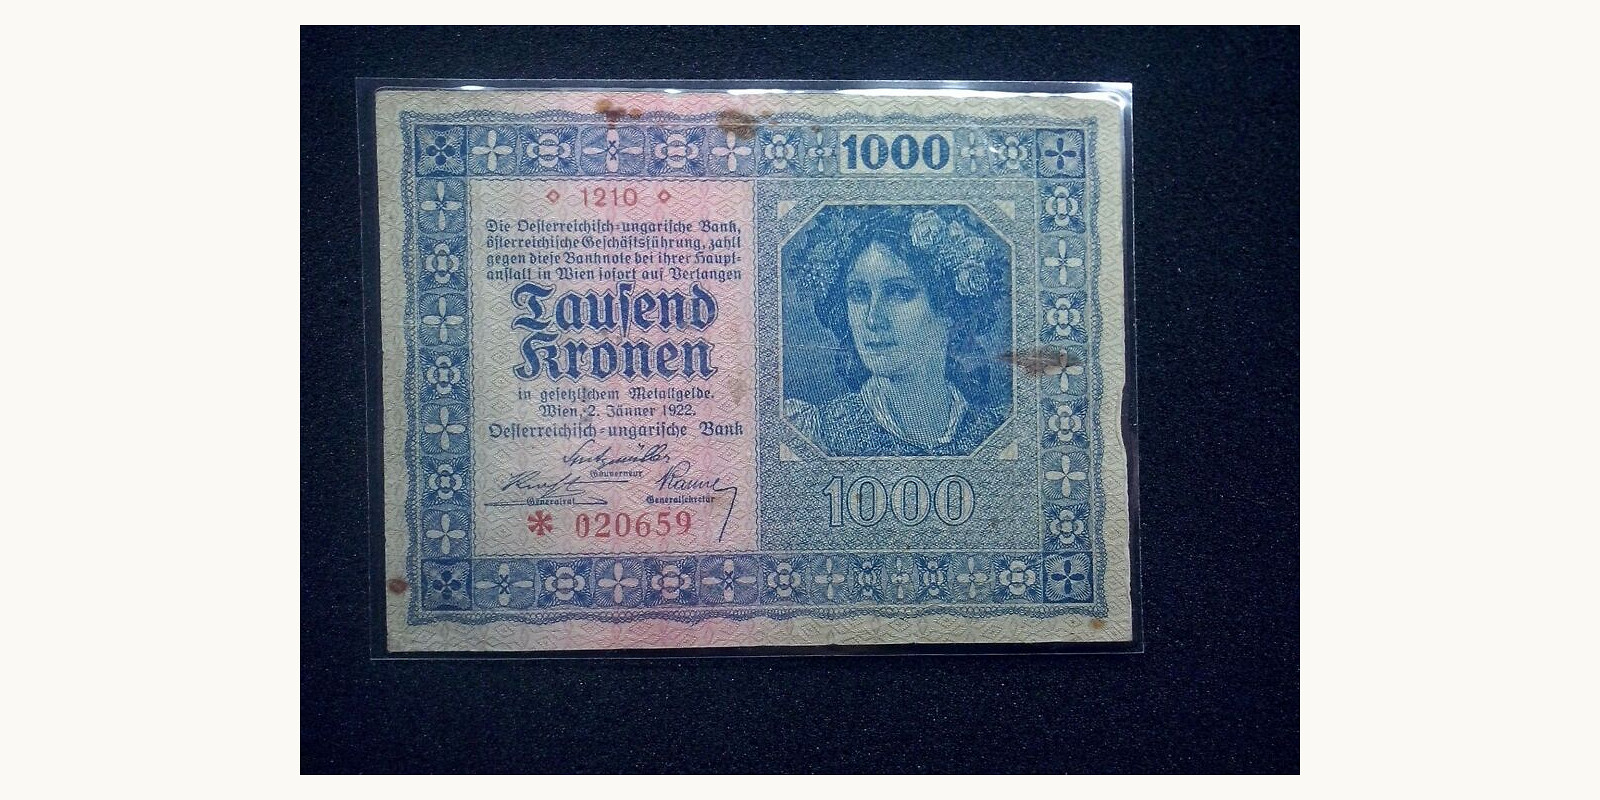 1000
◇ 1210 ◇
Die Oesterreichisch-ungarische Bank,
österreichische Geschäftsführung, zahlt
gegen diese Banknote bei ihrer Haupt-
anstalt in Wien sofort auf Verlangen
Tausend
Kronen
in gesetzlichem Metallgelde.
Wien, 2. Jänner 1922.
Oesterreichisch-ungarische Bank
Spitzmüller
Gouverneur
Generalrat
Generalsekretär
* 020659
1000